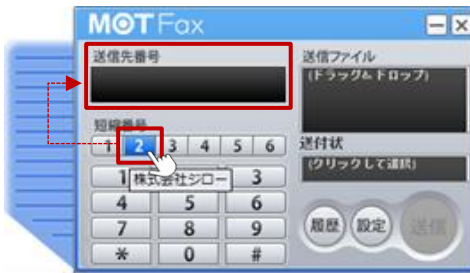 MOT Fax
送信先番号
送信ファイル
(ドラッグ&ドロップ)
短縮番号
1 2 3 4 5 6
送付状
(クリックして選択)
1 株式会社ジロー 3
4 5 6
7 8 9
* 0 #
履歴 設定 送信